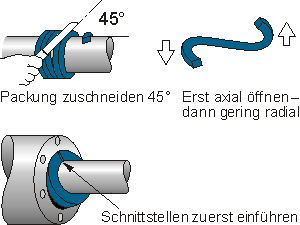 45°
Packung zuschneiden 45°
Erst axial öffnen–
dann gering radial
Schnittstellen zuerst einführen